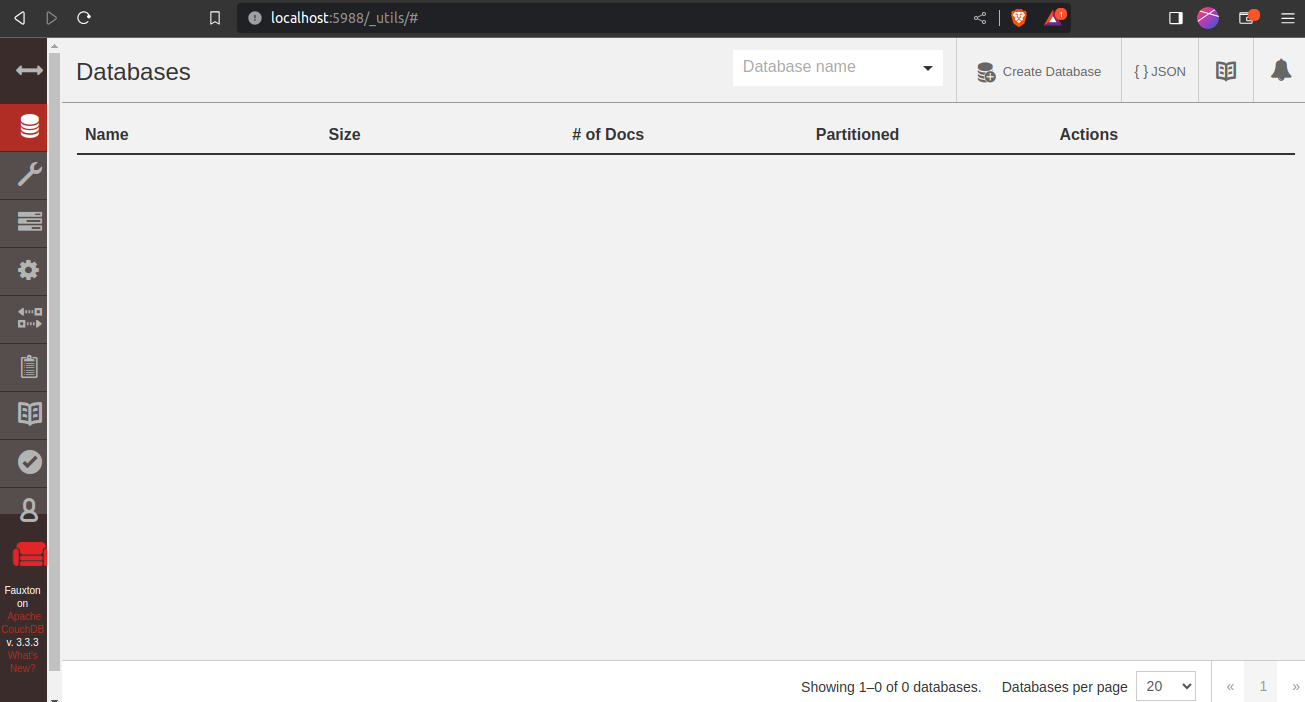 localhost:5988/_utils/#
1
Databases
Database name
Create Database
{ } JSON
Name Size # of Docs Partitioned Actions
Fauxton
on
Apache
CouchDB
v. 3.3.3
What's
New?
Showing 1–0 of 0 databases. Databases per page 20 « 1 »